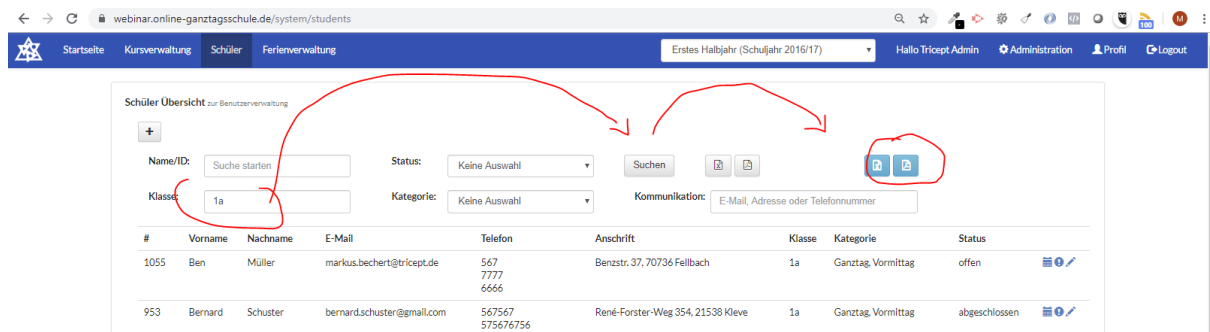 webinar.online-ganztagsschule.de/system/students
100
M
Startseite Kursverwaltung Schüler Ferienverwaltung Erstes Halbjahr (Schuljahr 2016/17) Hallo Tricept Admin Administration Profil Logout
Schüler Übersicht zur Benutzerverwaltung
+
Name/ID: Suche starten Status: Keine Auswahl Suchen
Klasse: 1a Kategorie: Keine Auswahl Kommunikation: E-Mail, Adresse oder Telefonnummer
# Vorname Nachname E-Mail Telefon Anschrift Klasse Kategorie Status
1055 Ben Müller markus.bechert@tricept.de 567 Benzstr. 37, 70736 Fellbach 1a Ganztag, Vormittag offen
7777
6666
953 Bernard Schuster bernard.schuster@gmail.com 567567 René-Forster-Weg 354, 21538 Kleve 1a Ganztag, Vormittag abgeschlossen
575676756